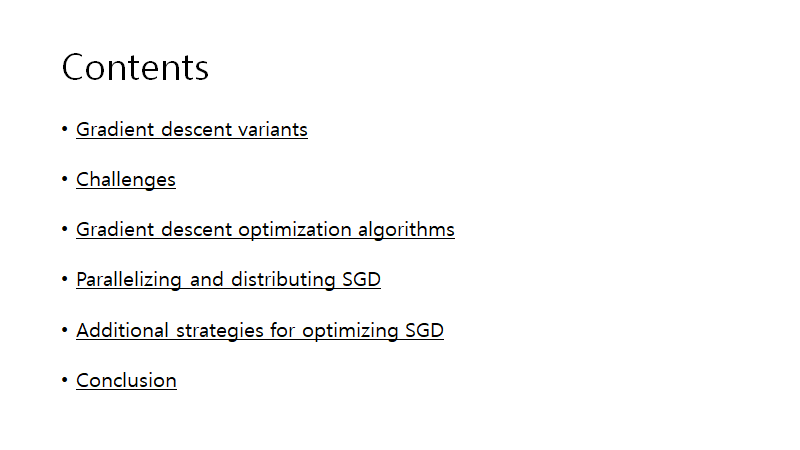 Contents
• Gradient descent variants
• Challenges
• Gradient descent optimization algorithms
• Parallelizing and distributing SGD
• Additional strategies for optimizing SGD
• Conclusion